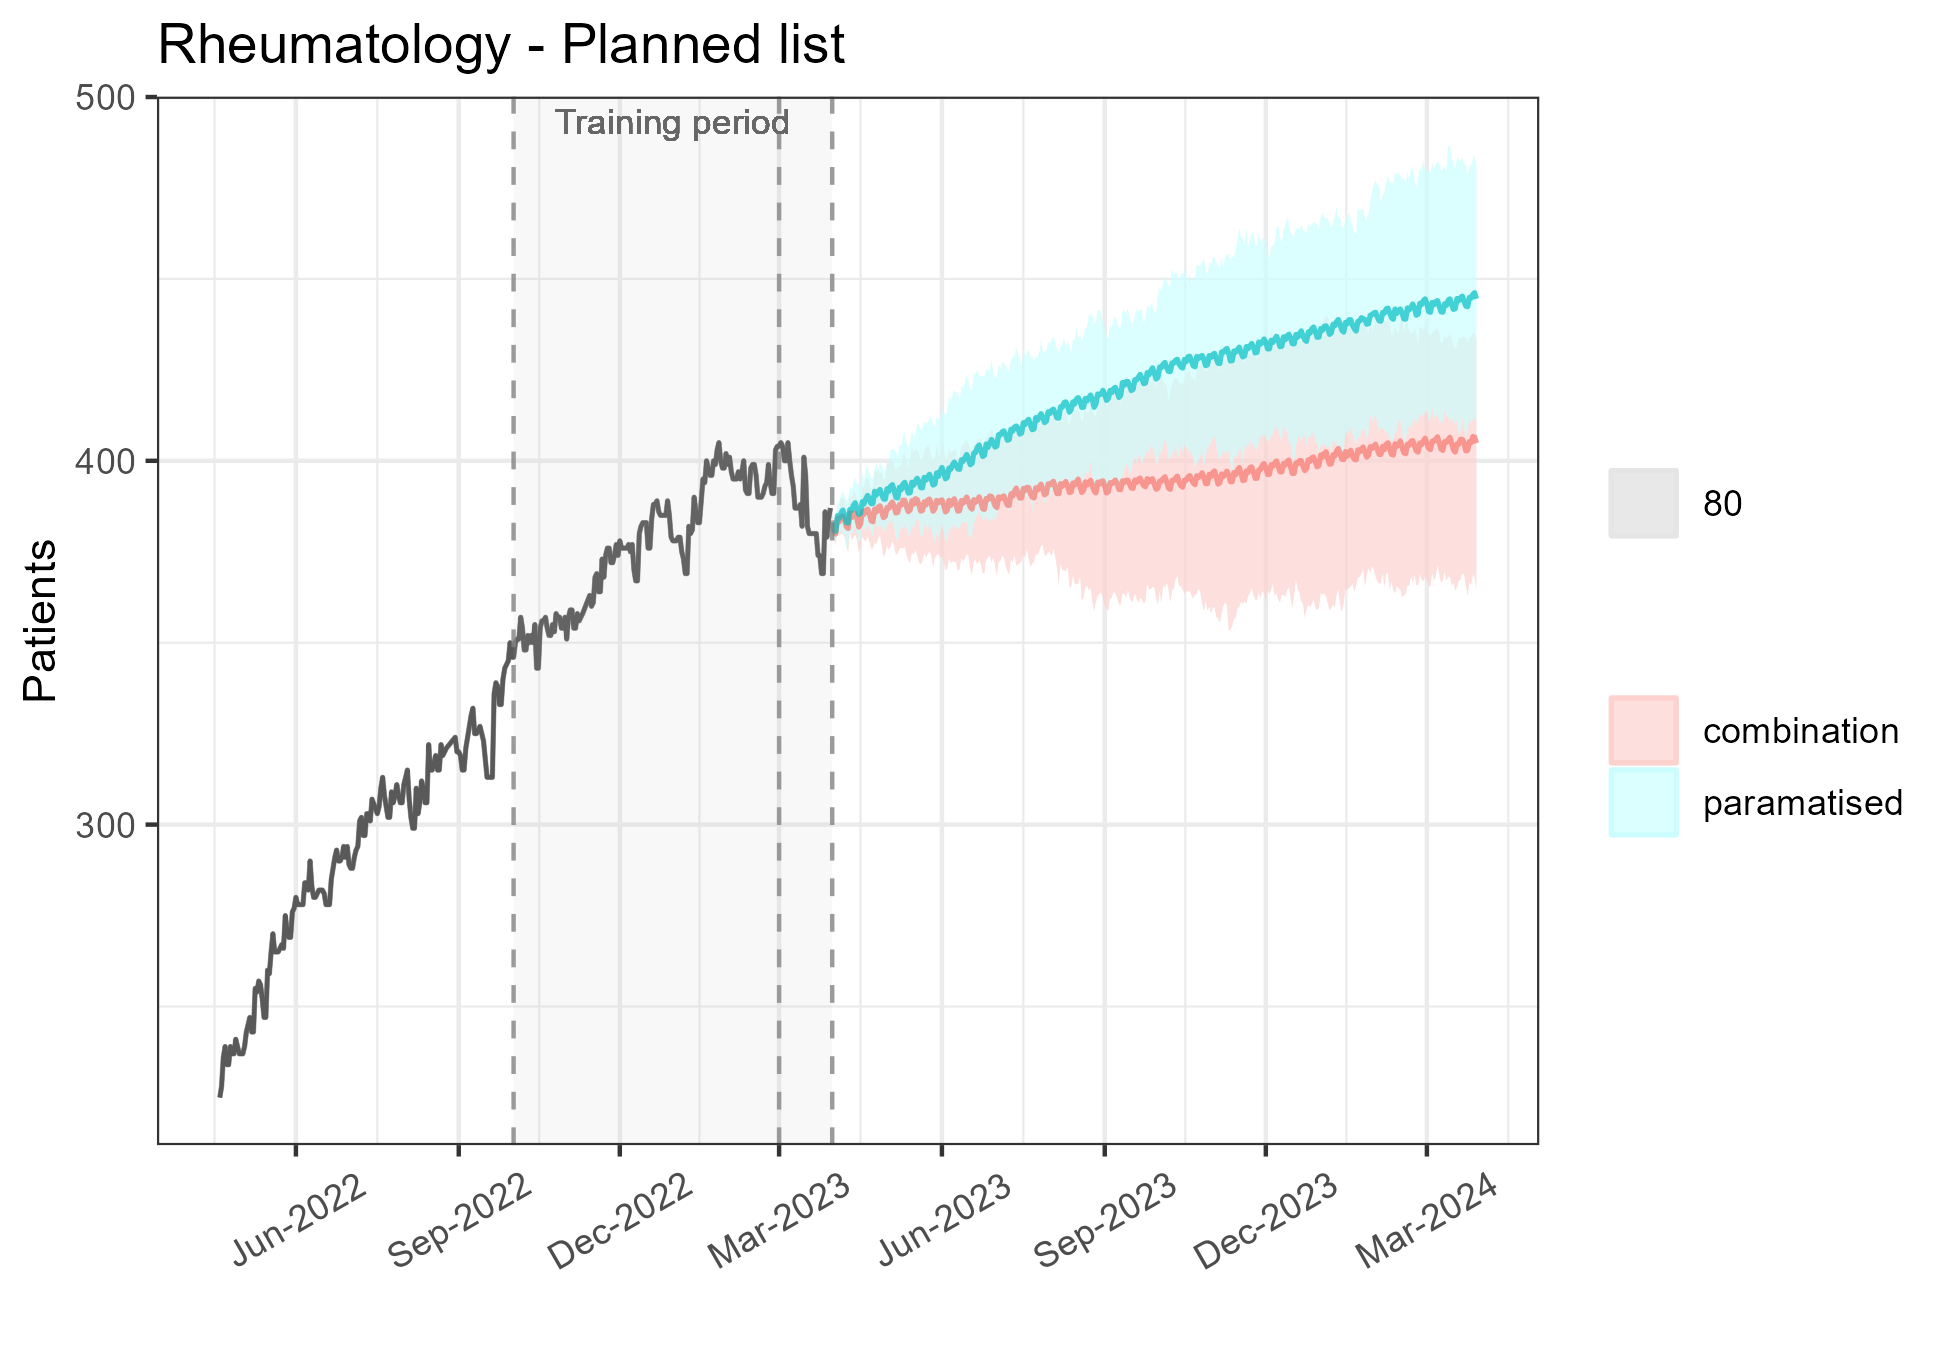 Rheumatology - Planned list
500
400
300
Patients
Training period
Jun-2022
Sep-2022
Dec-2022
Mar-2023
Jun-2023
Sep-2023
Dec-2023
Mar-2024
80
combination
paramatised